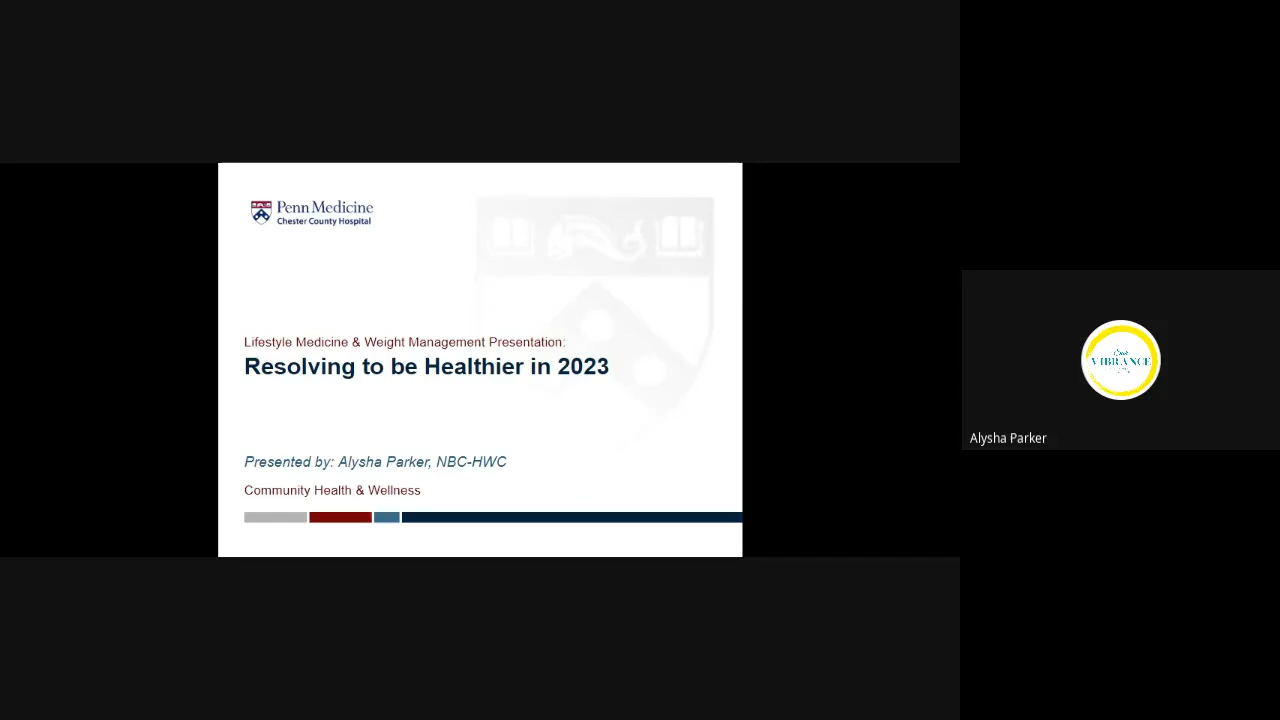 Penn Medicine
Chester County Hospital
Lifestyle Medicine & Weight Management Presentation:
Resolving to be Healthier in 2023
Presented by: Alysha Parker, NBC-HWC
Community Health & Wellness
VIBRANCE
Alysha Parker